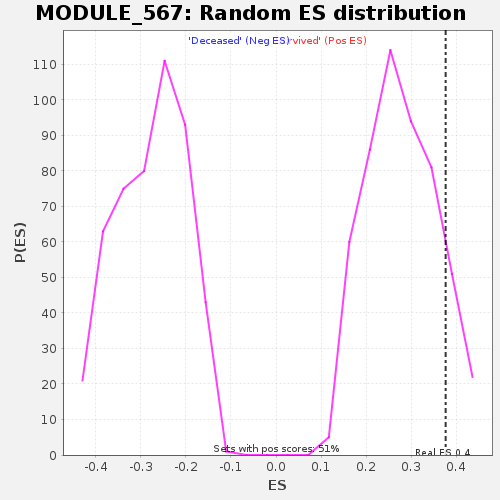 MODULE_567: Random ES distribution
'Deceased' (Neg ES) rvived' (Pos ES)
110
100
90
80
70
60
50
40
30
20
10
0
P(ES)
Sets with pos scores: 51%
Real ES 0.4
-0.4 -0.3 -0.2 -0.1 0.0 0.1 0.2 0.3 0.4
ES